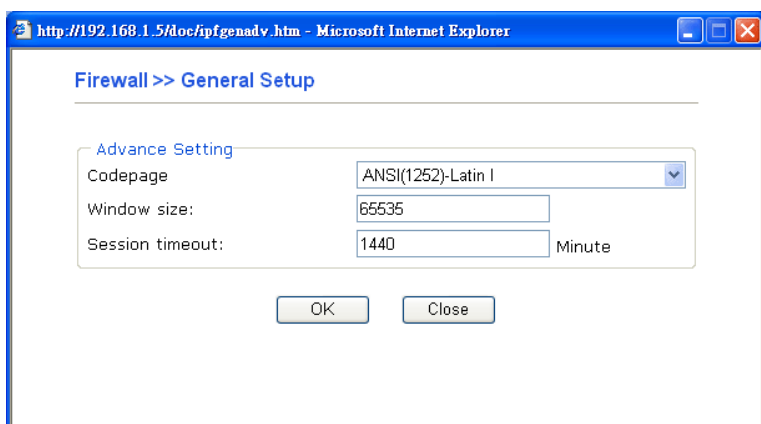 http://192.168.1.5/doc/ipfgenadv.htm - Microsoft Internet Explorer
Firewall >> General Setup
Advance Setting
Codepage ANSI(1252)-Latin I
Window size: 65535
Session timeout: 1440 Minute
OK Close